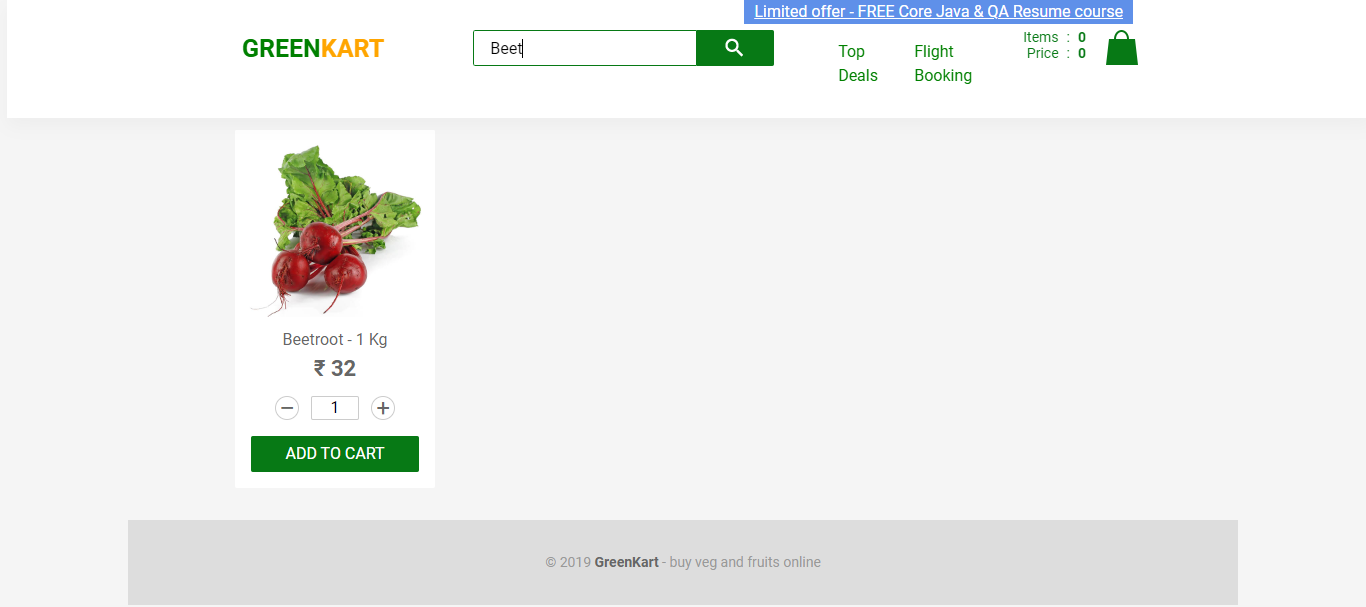 Limited offer - FREE Core Java & QA Resume course
GREENKART
Beet
Top
Deals
Flight
Booking
Items : 0
Price : 0
Beetroot - 1 Kg
₹ 32
− 1 +
ADD TO CART
© 2019 GreenKart - buy veg and fruits online